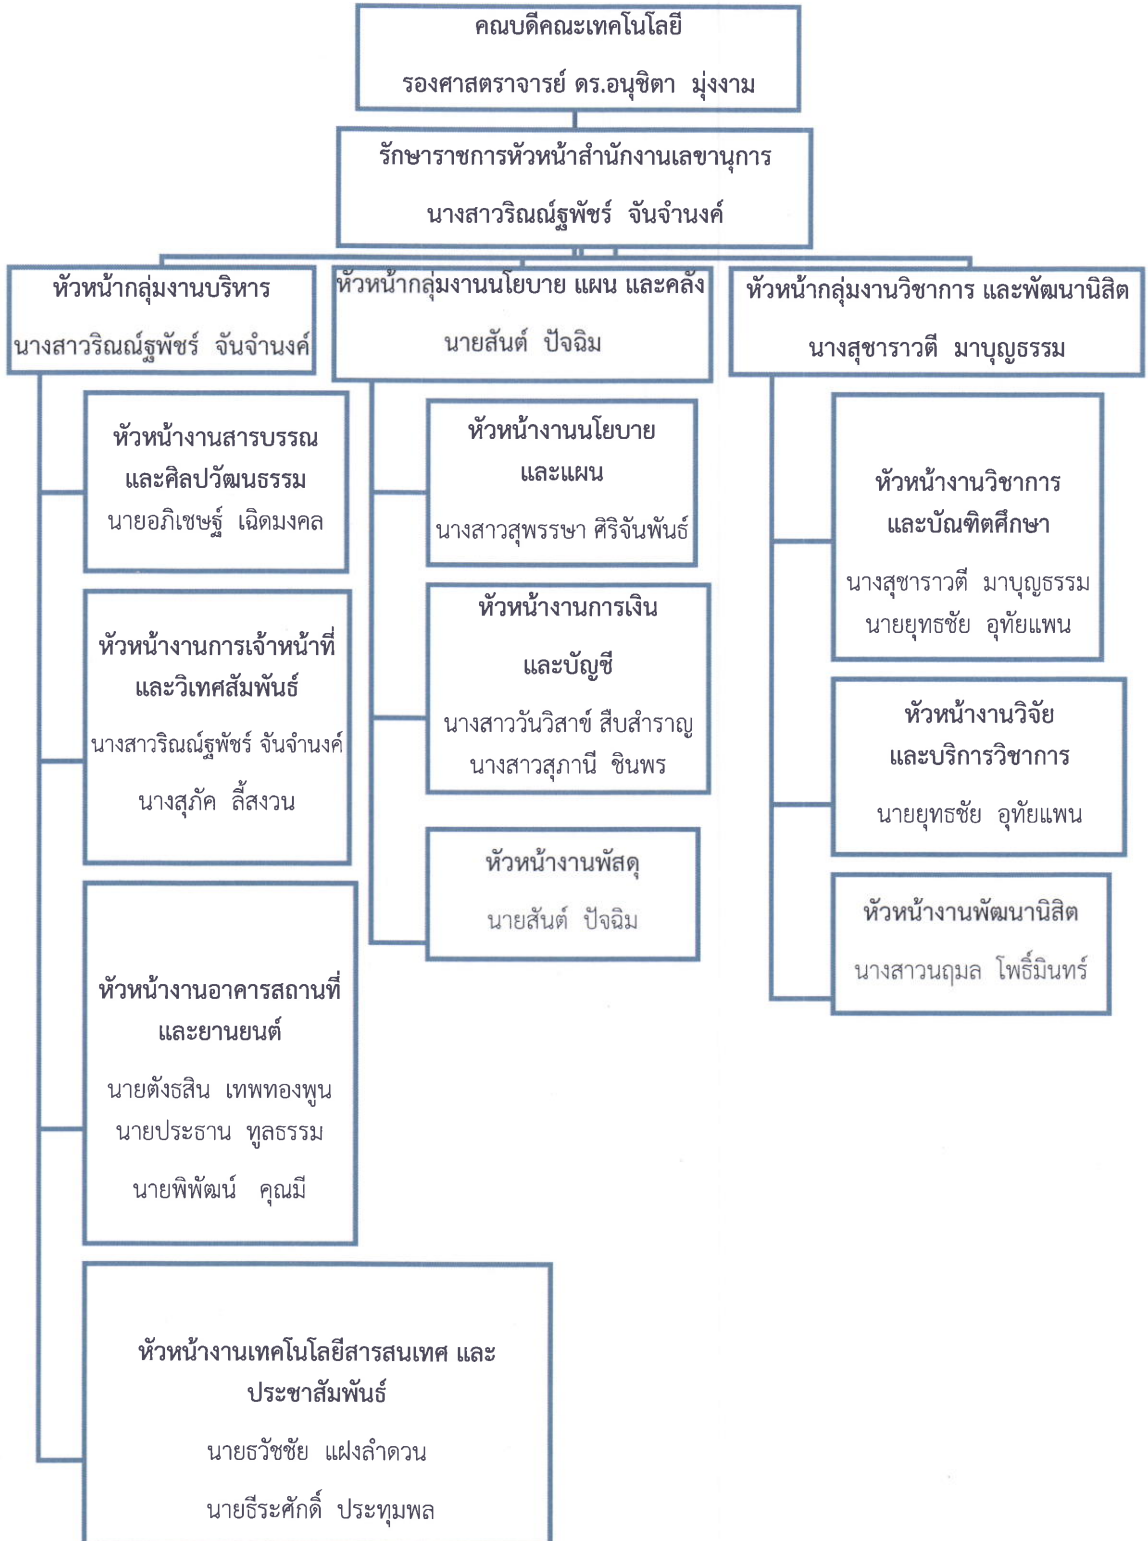 คณบดีคณะเทคโนโลยี
รองศาสตราจารย์ ดร.อนุชิตา มุ่งงาม
รักษาราชการหัวหน้าสำนักงานเลขานุการ
นางสาวริณณ์ฐพัชร์ จันจำนงค์
หัวหน้ากลุ่มงานบริหาร
นางสาวริณณ์ฐพัชร์ จันจำนงค์
หัวหน้างานสารบรรณ
และศิลปวัฒนธรรม
นายอภิเชษฐ์ เฉิดมงคล
หัวหน้างานการเจ้าหน้าที่
และวิเทศสัมพันธ์
นางสาวริณณ์ฐพัชร์ จันจำนงค์
นางสุภัค ลี้สงวน
หัวหน้างานอาคารสถานที่
และยานยนต์
นายตังธสิน เทพทองพูน
นายประธาน ทูลธรรม
นายพิพัฒน์ คุณมี
หัวหน้างานเทคโนโลยีสารสนเทศ และ
ประชาสัมพันธ์
นายธวัชชัย แฝงลำดวน
นายธีระศักดิ์ ประทุมพล
หัวหน้ากลุ่มงานนโยบาย แผน และคลัง
นายสันต์ ปัจฉิม
หัวหน้างานนโยบาย
และแผน
นางสาวสุพรรษา ศิริจันพันธ์
หัวหน้างานการเงิน
และบัญชี
นางสาววันวิสาข์ สืบสำราญ
นางสาวสุภานี ชินพร
หัวหน้างานพัสดุ
นายสันต์ ปัจฉิม
หัวหน้ากลุ่มงานวิชาการ และพัฒนานิสิต
นางสุชาราวตี มาบุญธรรม
หัวหน้างานวิชาการ
และบัณฑิตศึกษา
นางสุชาราวตี มาบุญธรรม
นายยุทธชัย อุทัยแพน
หัวหน้างานวิจัย
และบริการวิชาการ
นายยุทธชัย อุทัยแพน
หัวหน้างานพัฒนานิสิต
นางสาวนฤมล โพธิ์มินทร์